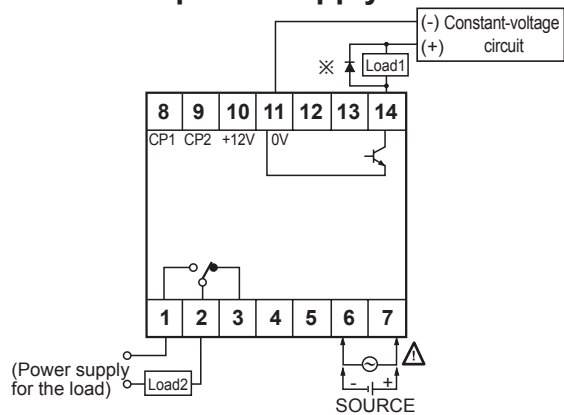 (-) Constant-voltage
(+) circuit
※ Load1
8 9 10 11 12 13 14
CP1 CP2 +12V 0V
1 2 3 4 5 6 7
(Power supply
for the load)
Load2
- +
SOURCE